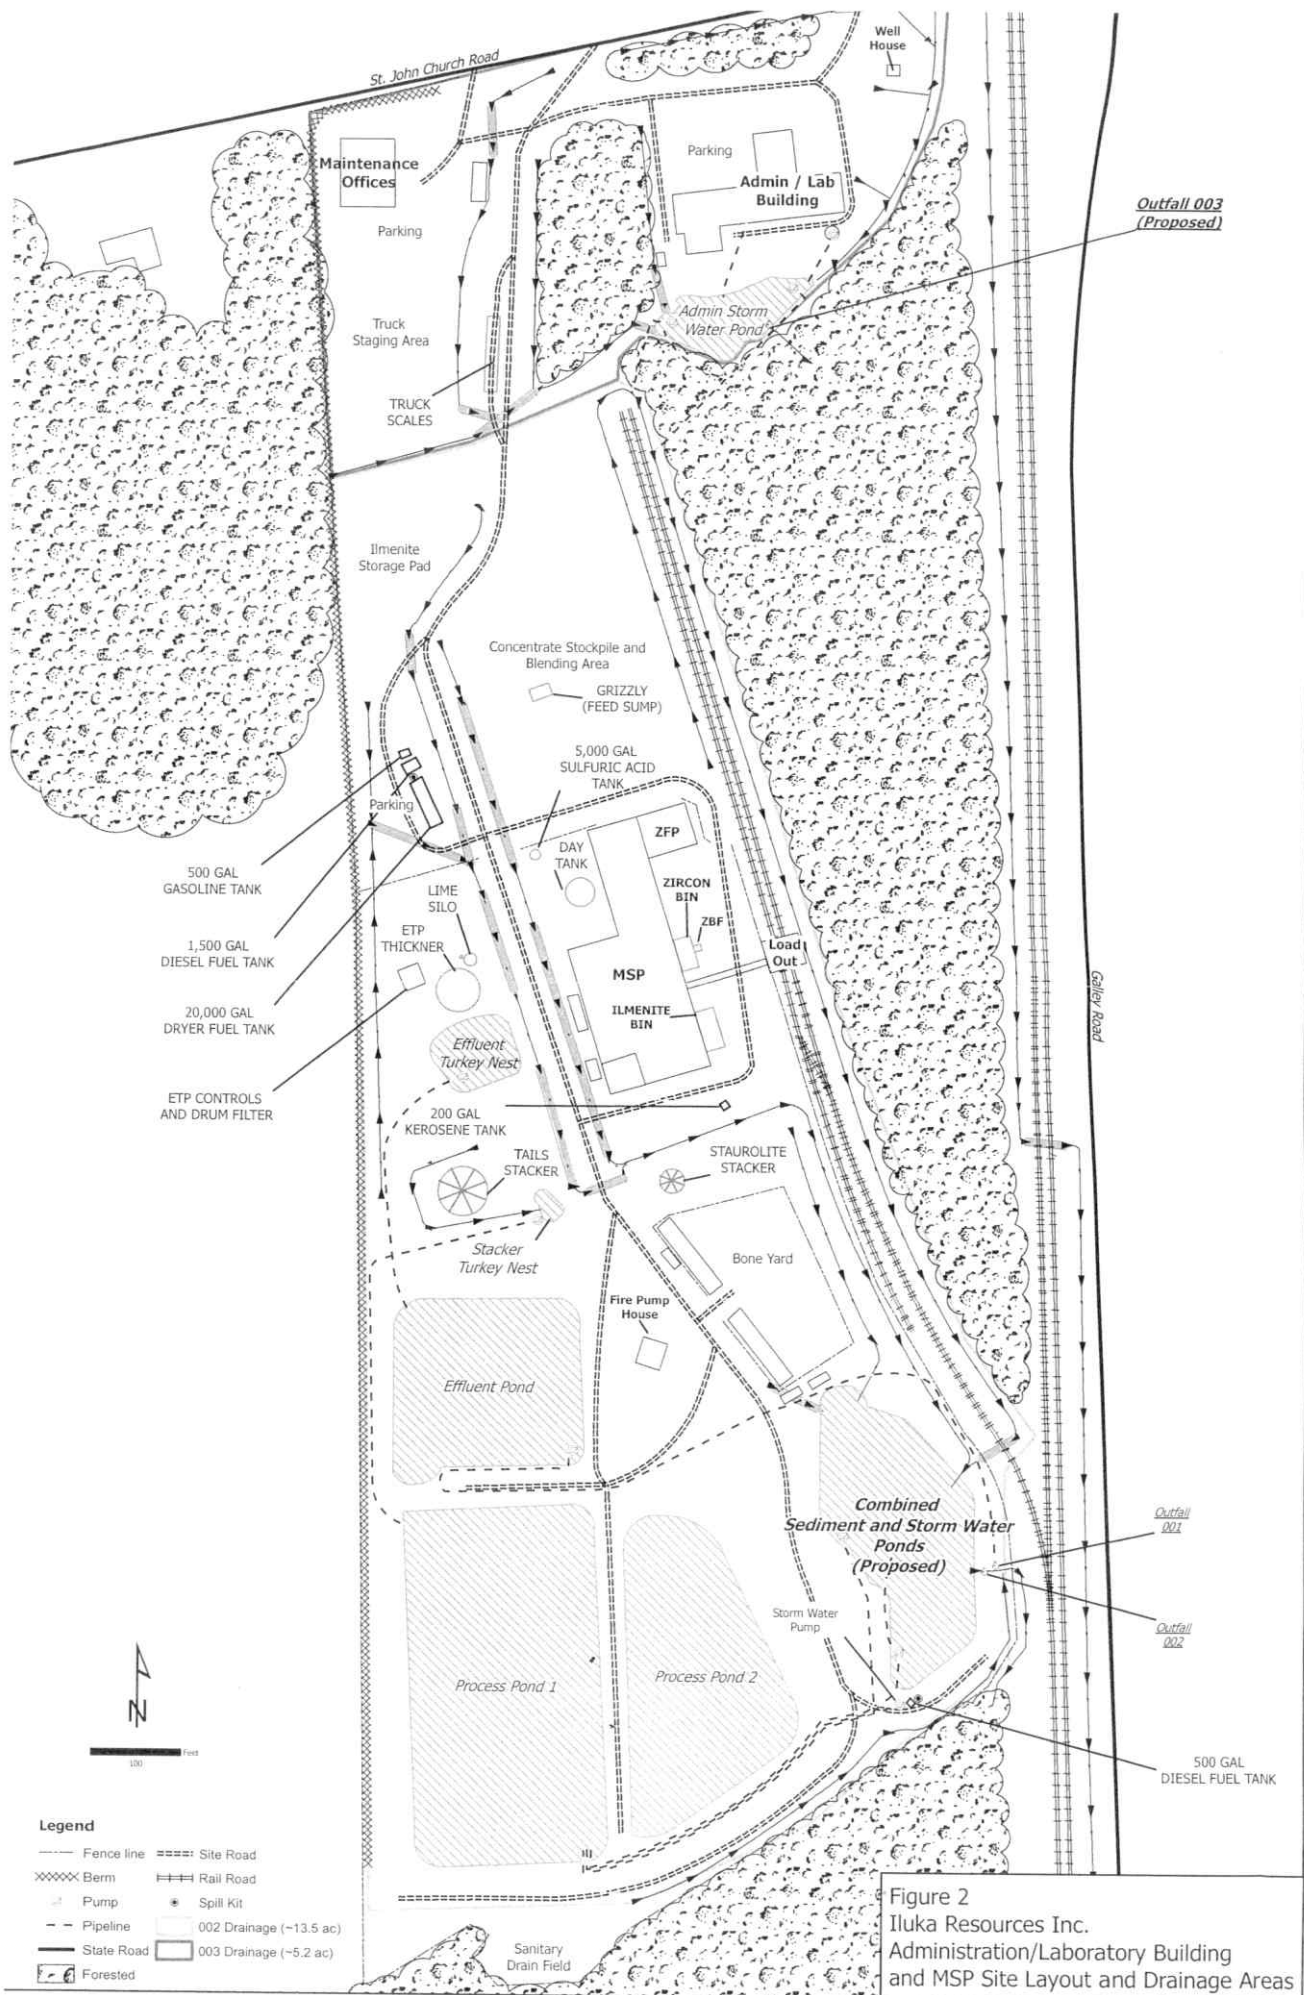 St. John Church Road
Well
House
Maintenance
Offices
Parking
Parking
Admin / Lab
Building
Outfall 003
(Proposed)
Admin Storm
Water Pond
Truck
Staging Area
TRUCK
SCALES
Ilmenite
Storage Pad
Concentrate Stockpile and
Blending Area
GRIZZLY
(FEED SUMP)
5,000 GAL
SULFURIC ACID
TANK
Parking
ZFP
DAY
TANK
500 GAL
GASOLINE TANK
LIME
SILO
ZIRCON
BIN
ZBF
ETP
THICKNER
1,500 GAL
DIESEL FUEL TANK
Load
Out
MSP
20,000 GAL
DRYER FUEL TANK
ILMENITE
BIN
Galley Road
Effluent
Turkey Nest
ETP CONTROLS
AND DRUM FILTER
200 GAL
KEROSENE TANK
TAILS
STACKER
STAUROLITE
STACKER
Stacker
Turkey Nest
Bone Yard
Fire Pump
House
Effluent Pond
Combined
Sediment and Storm Water
Ponds
(Proposed)
Outfall
001
Outfall
002
Storm Water
Pump
Process Pond 1
Process Pond 2
500 GAL
DIESEL FUEL TANK
N
Feet
100
Legend
Fence line
Site Road
Berm
Rail Road
Pump
Spill Kit
Pipeline
002 Drainage (~13.5 ac)
State Road
003 Drainage (~5.2 ac)
Forested
Sanitary
Drain Field
Figure 2
Iluka Resources Inc.
Administration/Laboratory Building
and MSP Site Layout and Drainage Areas